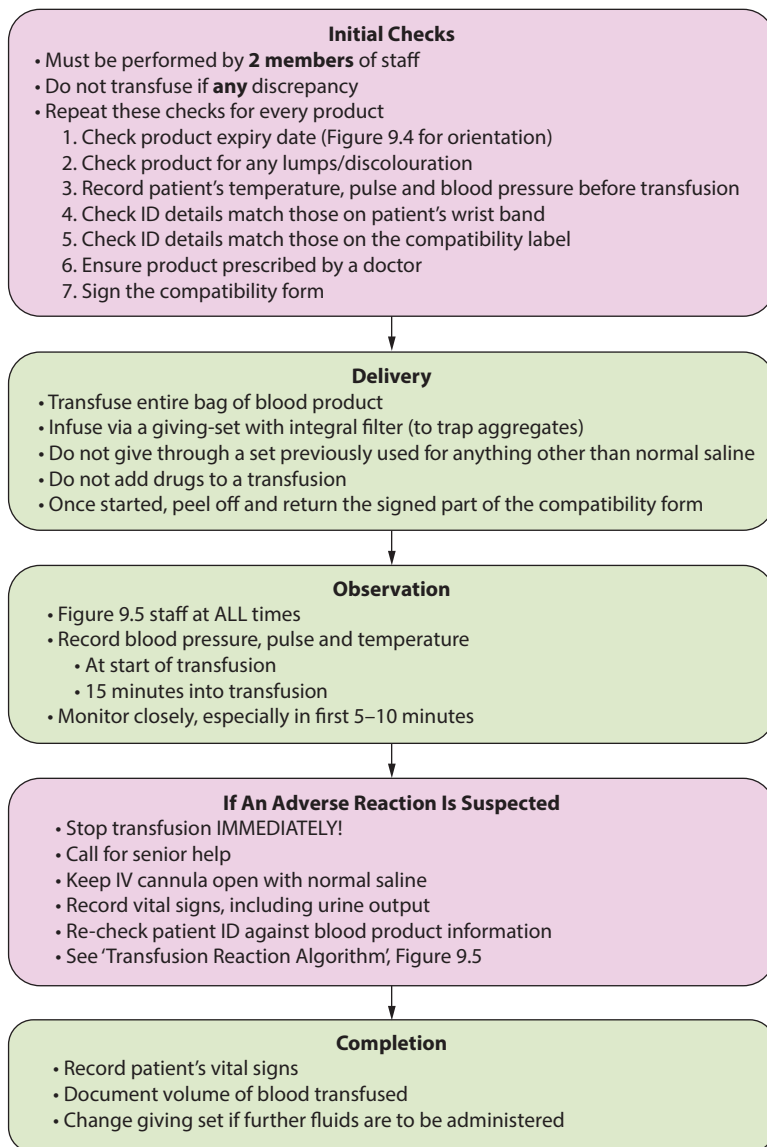 Initial Checks
• Must be performed by 2 members of staff
• Do not transfuse if any discrepancy
• Repeat these checks for every product
1. Check product expiry date (Figure 9.4 for orientation)
2. Check product for any lumps/discolouration
3. Record patient’s temperature, pulse and blood pressure before transfusion
4. Check ID details match those on patient’s wrist band
5. Check ID details match those on the compatibility label
6. Ensure product prescribed by a doctor
7. Sign the compatibility form
Delivery
• Transfuse entire bag of blood product
• Infuse via a giving-set with integral filter (to trap aggregates)
• Do not give through a set previously used for anything other than normal saline
• Do not add drugs to a transfusion
• Once started, peel off and return the signed part of the compatibility form
Observation
• Figure 9.5 staff at ALL times
• Record blood pressure, pulse and temperature
• At start of transfusion
• 15 minutes into transfusion
• Monitor closely, especially in first 5–10 minutes
If An Adverse Reaction Is Suspected
• Stop transfusion IMMEDIATELY!
• Call for senior help
• Keep IV cannula open with normal saline
• Record vital signs, including urine output
• Re-check patient ID against blood product information
• See ‘Transfusion Reaction Algorithm’, Figure 9.5
Completion
• Record patient’s vital signs
• Document volume of blood transfused
• Change giving set if further fluids are to be administered